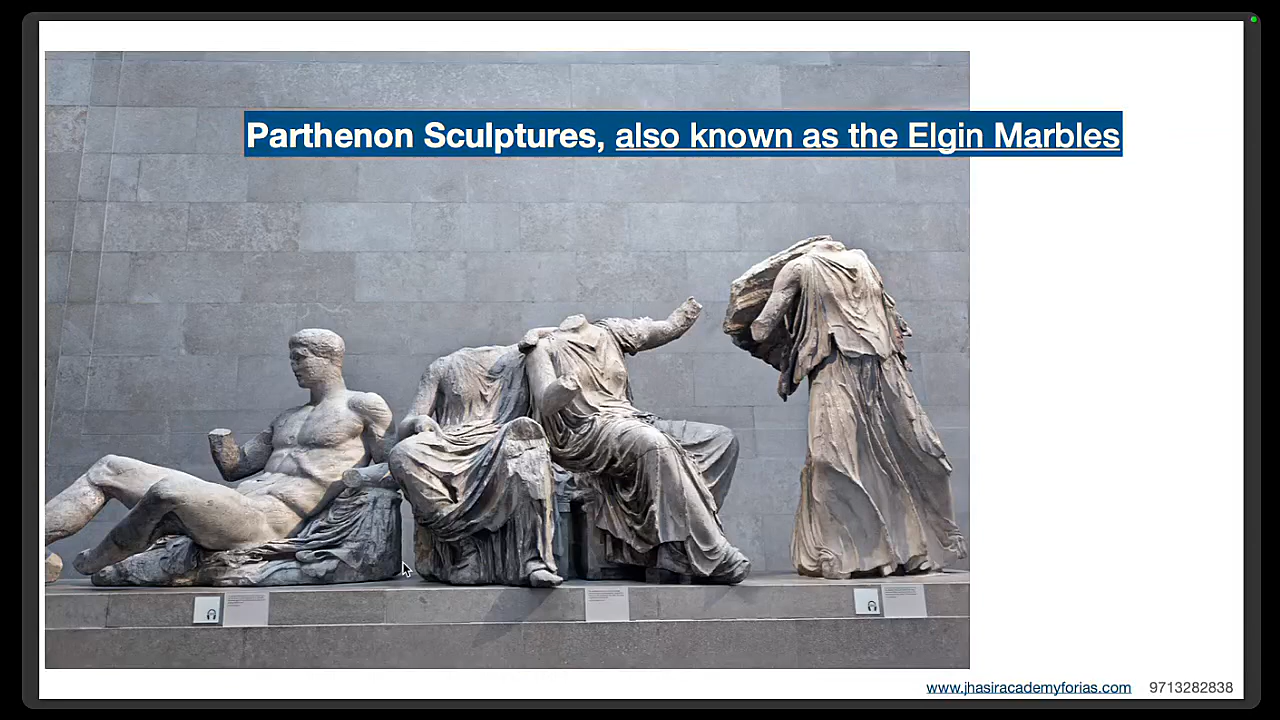 Parthenon Sculptures, also known as the Elgin Marbles
www.jhasiracademyforias.com 9713282838